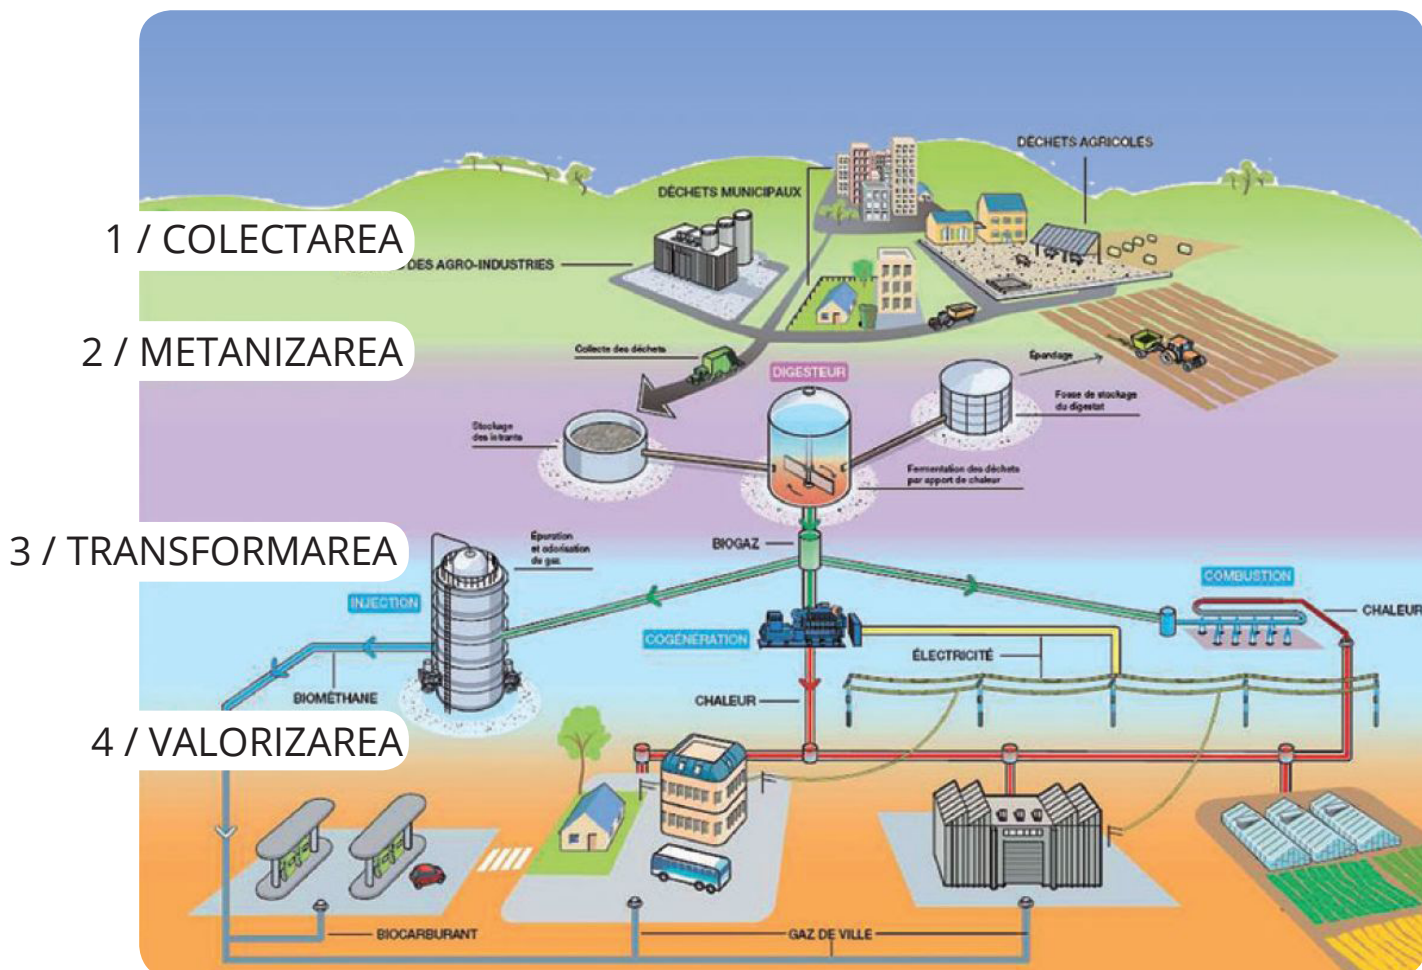 DÉCHETS AGRICOLES
DÉCHETS MUNICIPAUX
1 / COLECTAREA
DES AGRO-INDUSTRIES
2 / METANIZAREA
Collecte des déchets
Épandage
DIGESTEUR
Fosse de stockage
du digestat
Stockage
des intrants
Fermentation des déchets
par apport de chaleur
3 / TRANSFORMAREA
Épuration
et odorisation
de gaz
BIOGAZ
COMBUSTION
INJECTION
CHALEUR
COGÉNÉRATION
ÉLECTRICITÉ
BIOMÉTHANE
CHALEUR
4 / VALORIZAREA
BIOCARBURANT
GAZ DE VILLE